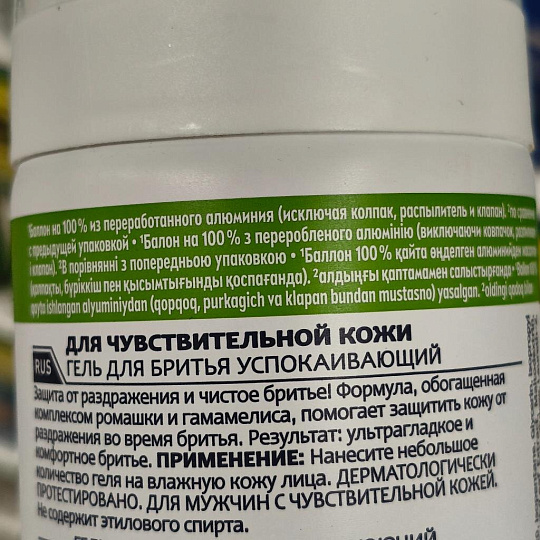 ¹Баллон на 100% из переработанного алюминия (исключая колпак, распылитель и клапан). ²по сравнению
с предыдущей упаковкой • ¹Балон на 100% з переробленого алюмінію (виключаючи ковпачок,
і клапан). ²В порівнянні з попередньою упаковкою • ¹Баллон 100% қайта өңделген алюминийден
(қалпақты, бүріккіш пен қысымтығынды қоспағанда). ²алдыңғы қаптамамен салыстырғанда •
qayta ishlangan alyuminiydan (qopqoq, purkagich va klapan bundan mustasno) yasalgan. ²oldingi qadoq bilan
ДЛЯ ЧУВСТВИТЕЛЬНОЙ КОЖИ
RUS ГЕЛЬ ДЛЯ БРИТЬЯ УСПОКАИВАЮЩИЙ
Защита от раздражения и чистое бритье! Формула, обогащенная
комплексом ромашки и гамамелиса, помогает защитить кожу от
раздражения во время бритья. Результат: ультрагладкое и
комфортное бритье. ПРИМЕНЕНИЕ: Нанесите небольшое
количество геля на влажную кожу лица. ДЕРМАТОЛОГИЧЕСКИ
ПРОТЕСТИРОВАНО. ДЛЯ МУЖЧИН С ЧУВСТВИТЕЛЬНОЙ КОЖЕЙ.
Не содержит этилового спирта.